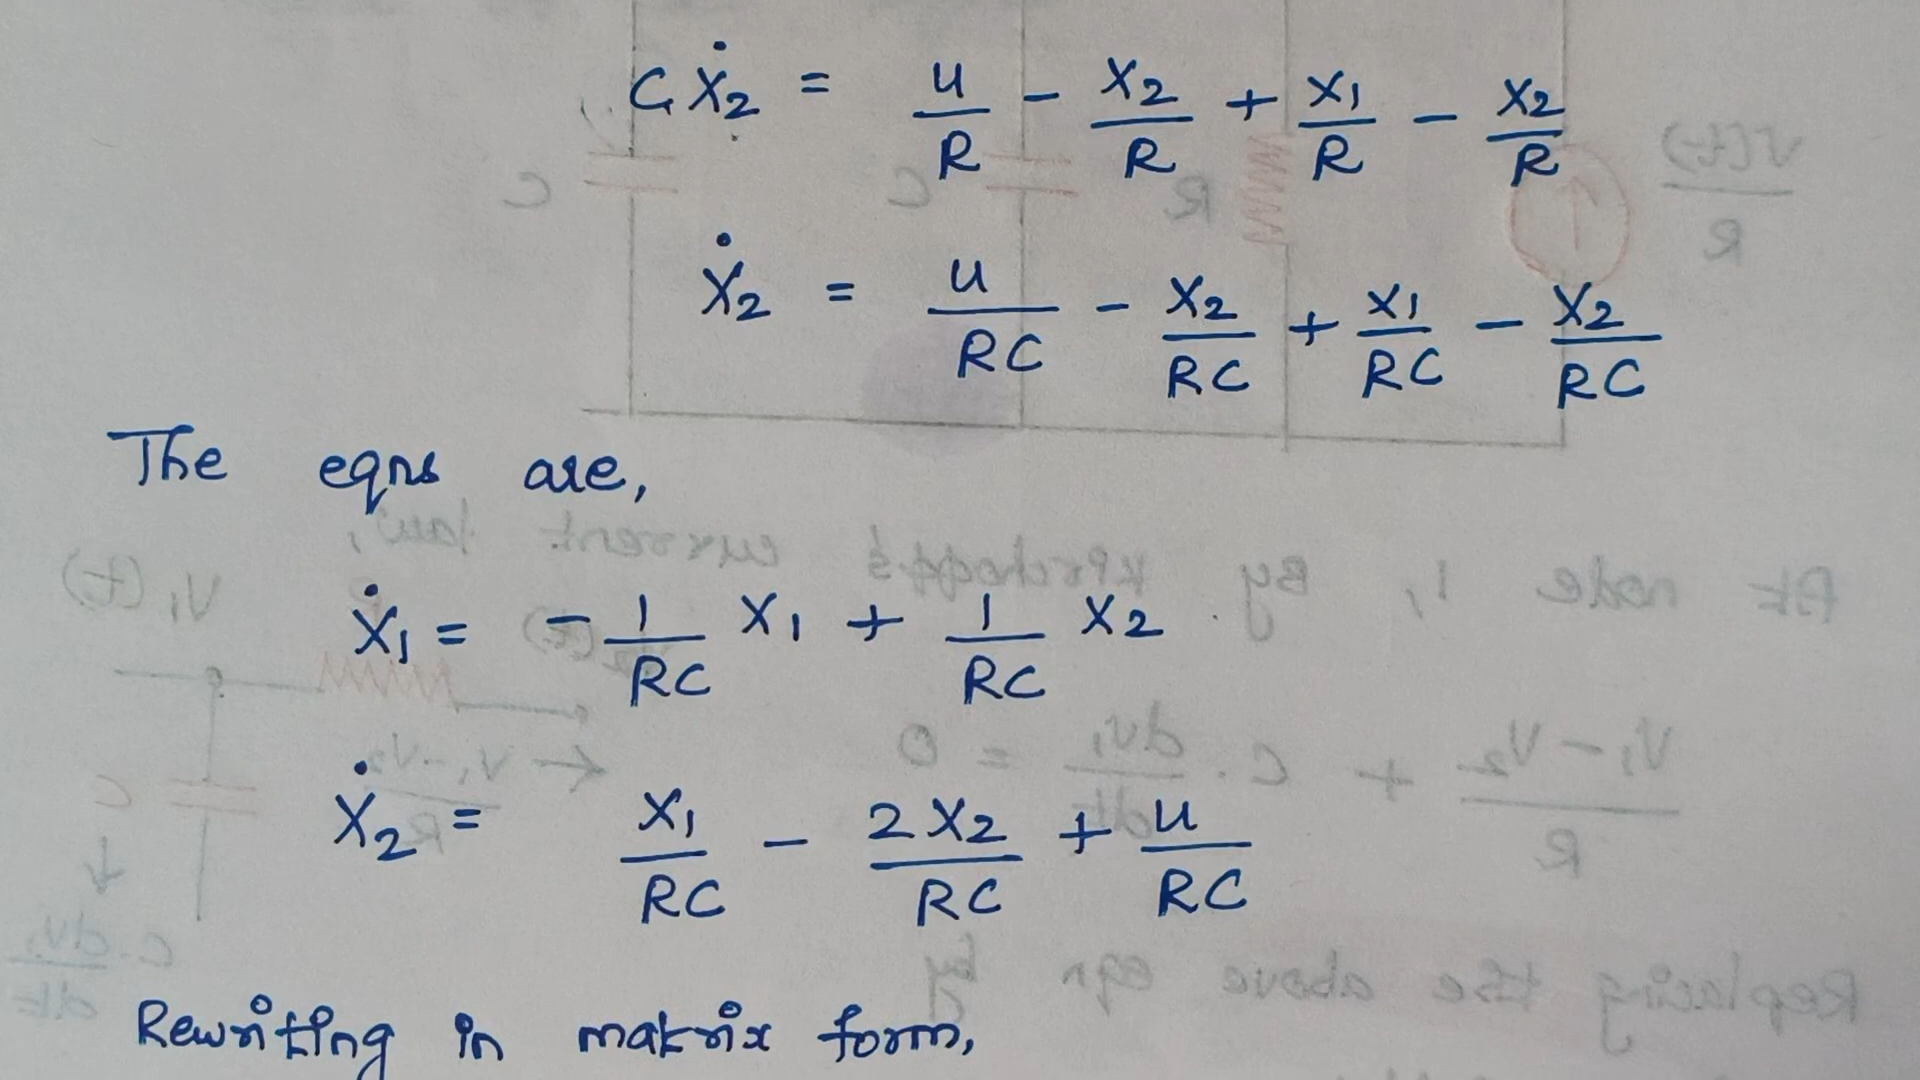 Cẋ₂ = u/R - x₂/R + x₁/R - x₂/R
ẋ₂ = u/RC - x₂/RC + x₁/RC - x₂/RC
The eqns are,
ẋ₁ = -1/RC x₁ + 1/RC x₂
ẋ₂ = x₁/RC - 2x₂/RC + u/RC
Rewriting in matrix form,